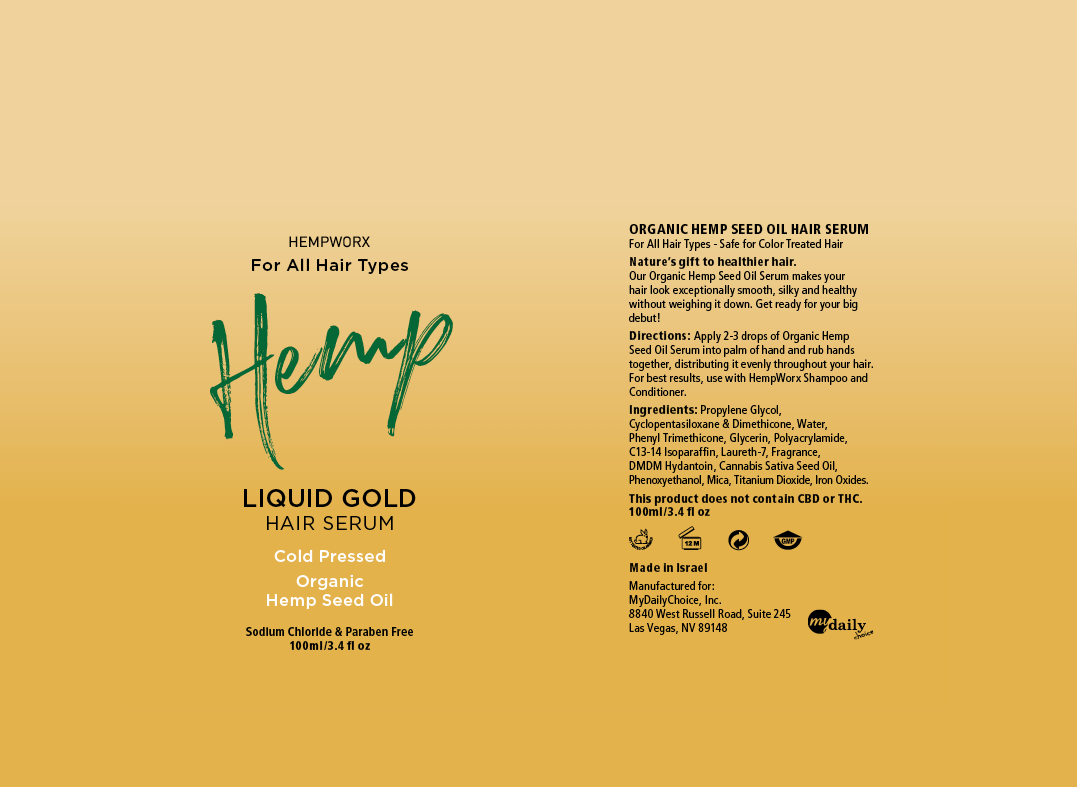 HEMPWORX
For All Hair Types
Hemp
LIQUID GOLD
HAIR SERUM
Cold Pressed
Organic
Hemp Seed Oil
Sodium Chloride & Paraben Free
100ml/3.4 fl oz
ORGANIC HEMP SEED OIL HAIR SERUM
For All Hair Types - Safe for Color Treated Hair
Nature's gift to healthier hair.
Our Organic Hemp Seed Oil Serum makes your
hair look exceptionally smooth, silky and healthy
without weighing it down. Get ready for your big
debut!
Directions: Apply 2-3 drops of Organic Hemp
Seed Oil Serum into palm of hand and rub hands
together, distributing it evenly throughout your hair.
For best results, use with HempWorx Shampoo and
Conditioner.
Ingredients: Propylene Glycol,
Cyclopentasiloxane & Dimethicone, Water,
Phenyl Trimethicone, Glycerin, Polyacrylamide,
C13-14 Isoparaffin, Laureth-7, Fragrance,
DMDM Hydantoin, Cannabis Sativa Seed Oil,
Phenoxyethanol, Mica, Titanium Dioxide, Iron Oxides.
This product does not contain CBD or THC.
100ml/3.4 fl oz
12 M
GMP
Made in Israel
Manufactured for:
MyDailyChoice, Inc.
8840 West Russell Road, Suite 245
Las Vegas, NV 89148
my daily
choice